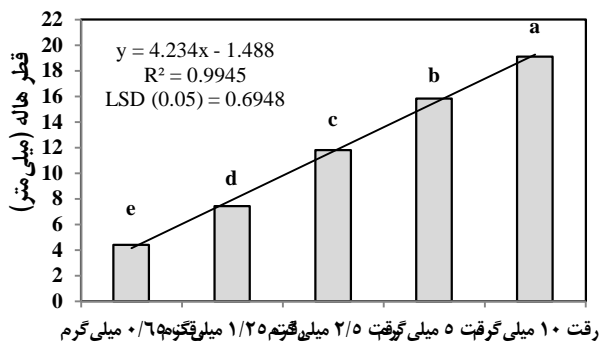 y = 4.234x - 1.488
R² = 0.9945
LSD (0.05) = 0.6948
قطر هاله (میلی‌متر)
22
20
18
16
14
12
10
8
6
4
2
0
a
b
c
d
e
۰/٦٥ میلی‌گرم
۱/۲۵ میلی‌گرم
رقت ۲/۵ میلی‌گرم
رقت ۵ میلی‌گرم
رقت ۱۰ میلی‌گرم